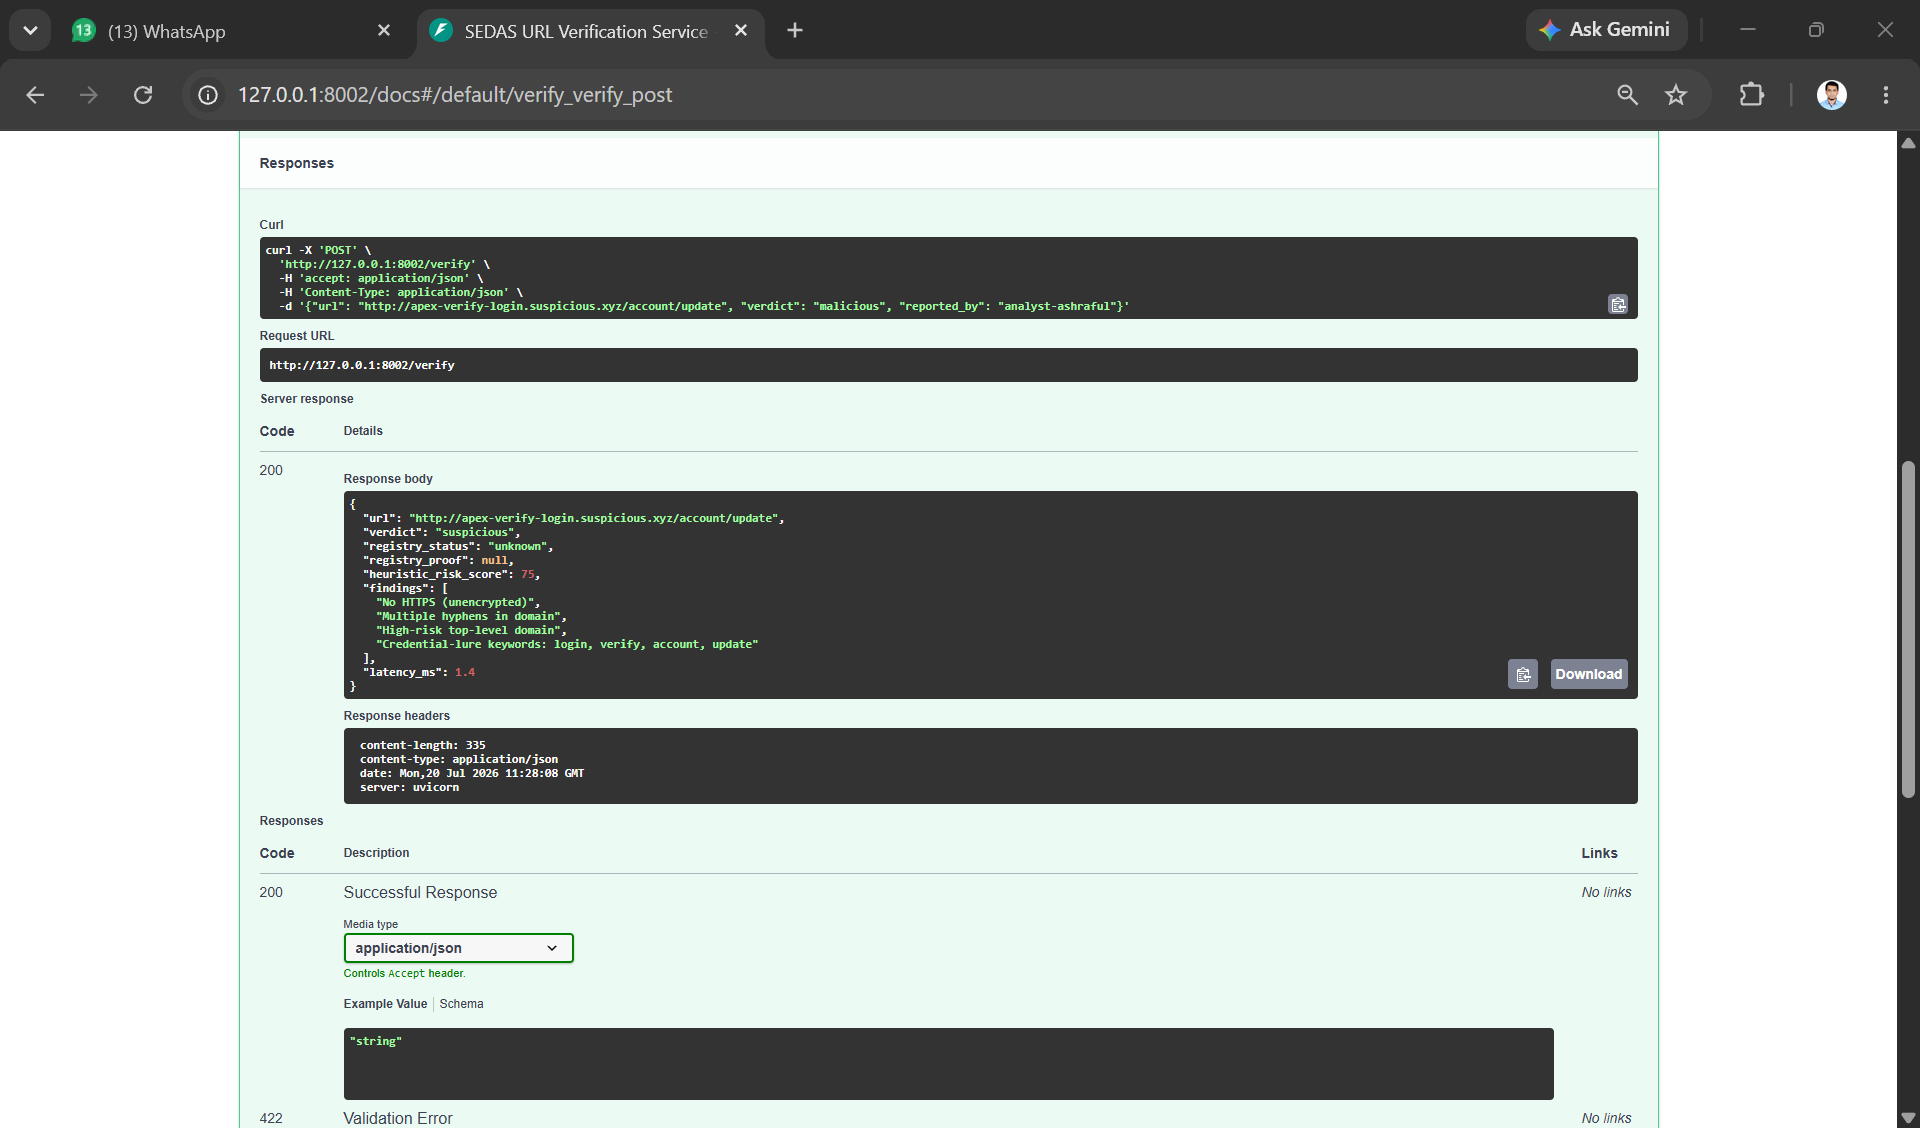 13 (13) WhatsApp
SEDAS URL Verification Service
Ask Gemini
127.0.0.1:8002/docs#/default/verify_verify_post
Responses
Curl
curl -X 'POST' \
'http://127.0.0.1:8002/verify' \
-H 'accept: application/json' \
-H 'Content-Type: application/json' \
-d '{"url": "http://apex-verify-login.suspicious.xyz/account/update", "verdict": "malicious", "reported_by": "analyst-ashraful"}'
Request URL
http://127.0.0.1:8002/verify
Server response
Code Details
200
Response body
{
"url": "http://apex-verify-login.suspicious.xyz/account/update",
"verdict": "suspicious",
"registry_status": "unknown",
"registry_proof": null,
"heuristic_risk_score": 75,
"findings": [
"No HTTPS (unencrypted)",
"Multiple hyphens in domain",
"High-risk top-level domain",
"Credential-lure keywords: login, verify, account, update"
],
"latency_ms": 1.4
}
Download
Response headers
content-length: 335
content-type: application/json
date: Mon,20 Jul 2026 11:28:08 GMT
server: uvicorn
Responses
Code Description Links
200 Successful Response No links
Media type
application/json
Controls Accept header.
Example Value Schema
"string"
422 Validation Error No links